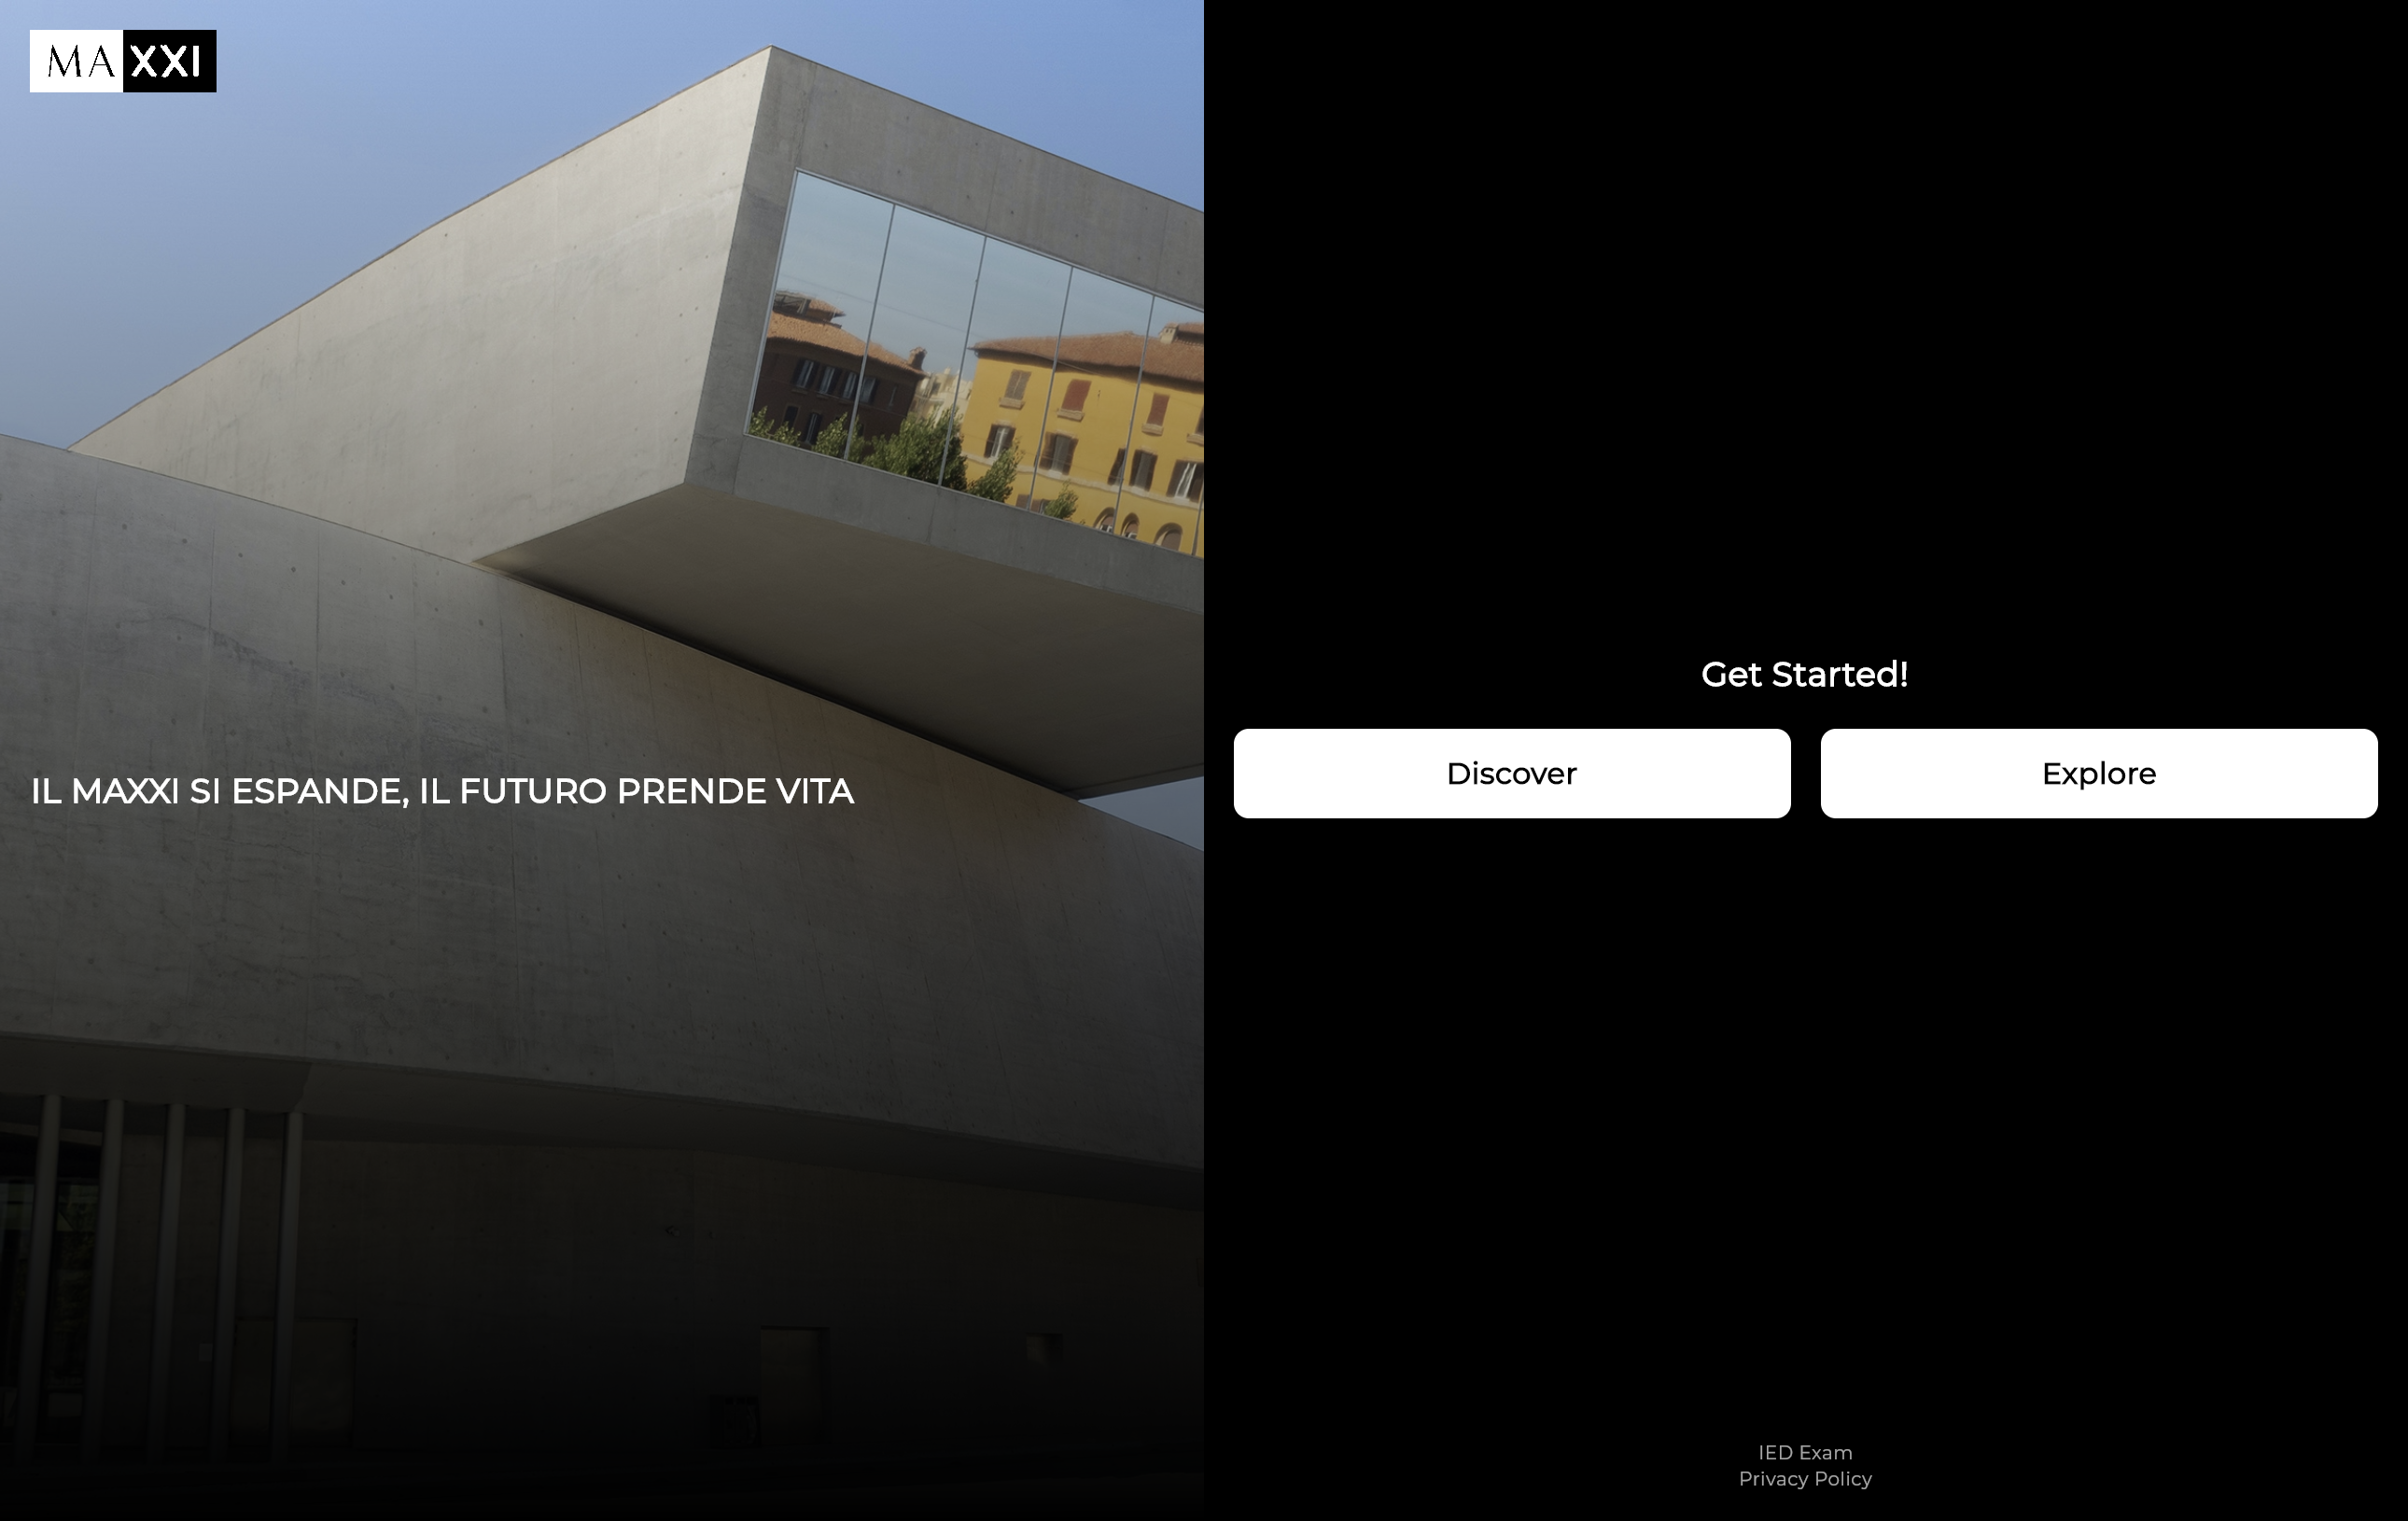 MAXXI
IL MAXXI SI ESPANDE, IL FUTURO PRENDE VITA
Get Started!
Discover
Explore
IED Exam
Privacy Policy